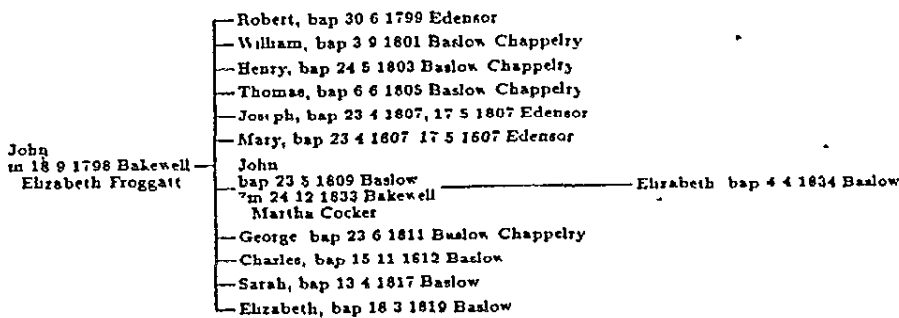 Robert, bap 30 6 1799 Edensor
William, bap 3 9 1801 Baslow Chappelry
Henry, bap 24 5 1803 Baslow Chappelry
Thomas, bap 6 6 1805 Baslow Chappelry
Joseph, bap 23 4 1807, 17 5 1807 Edensor
Mary, bap 23 4 1807 17 5 1807 Edensor
John
m 18 9 1798 Bakewell
Elizabeth Froggatt
John
bap 23 5 1809 Baslow
?m 24 12 1833 Bakewell
Martha Cocker
Elizabeth bap 4 4 1834 Baslow
George bap 23 6 1811 Baslow Chappelry
Charles, bap 15 11 1812 Baslow
Sarah, bap 13 4 1817 Baslow
Elizabeth, bap 18 3 1819 Baslow